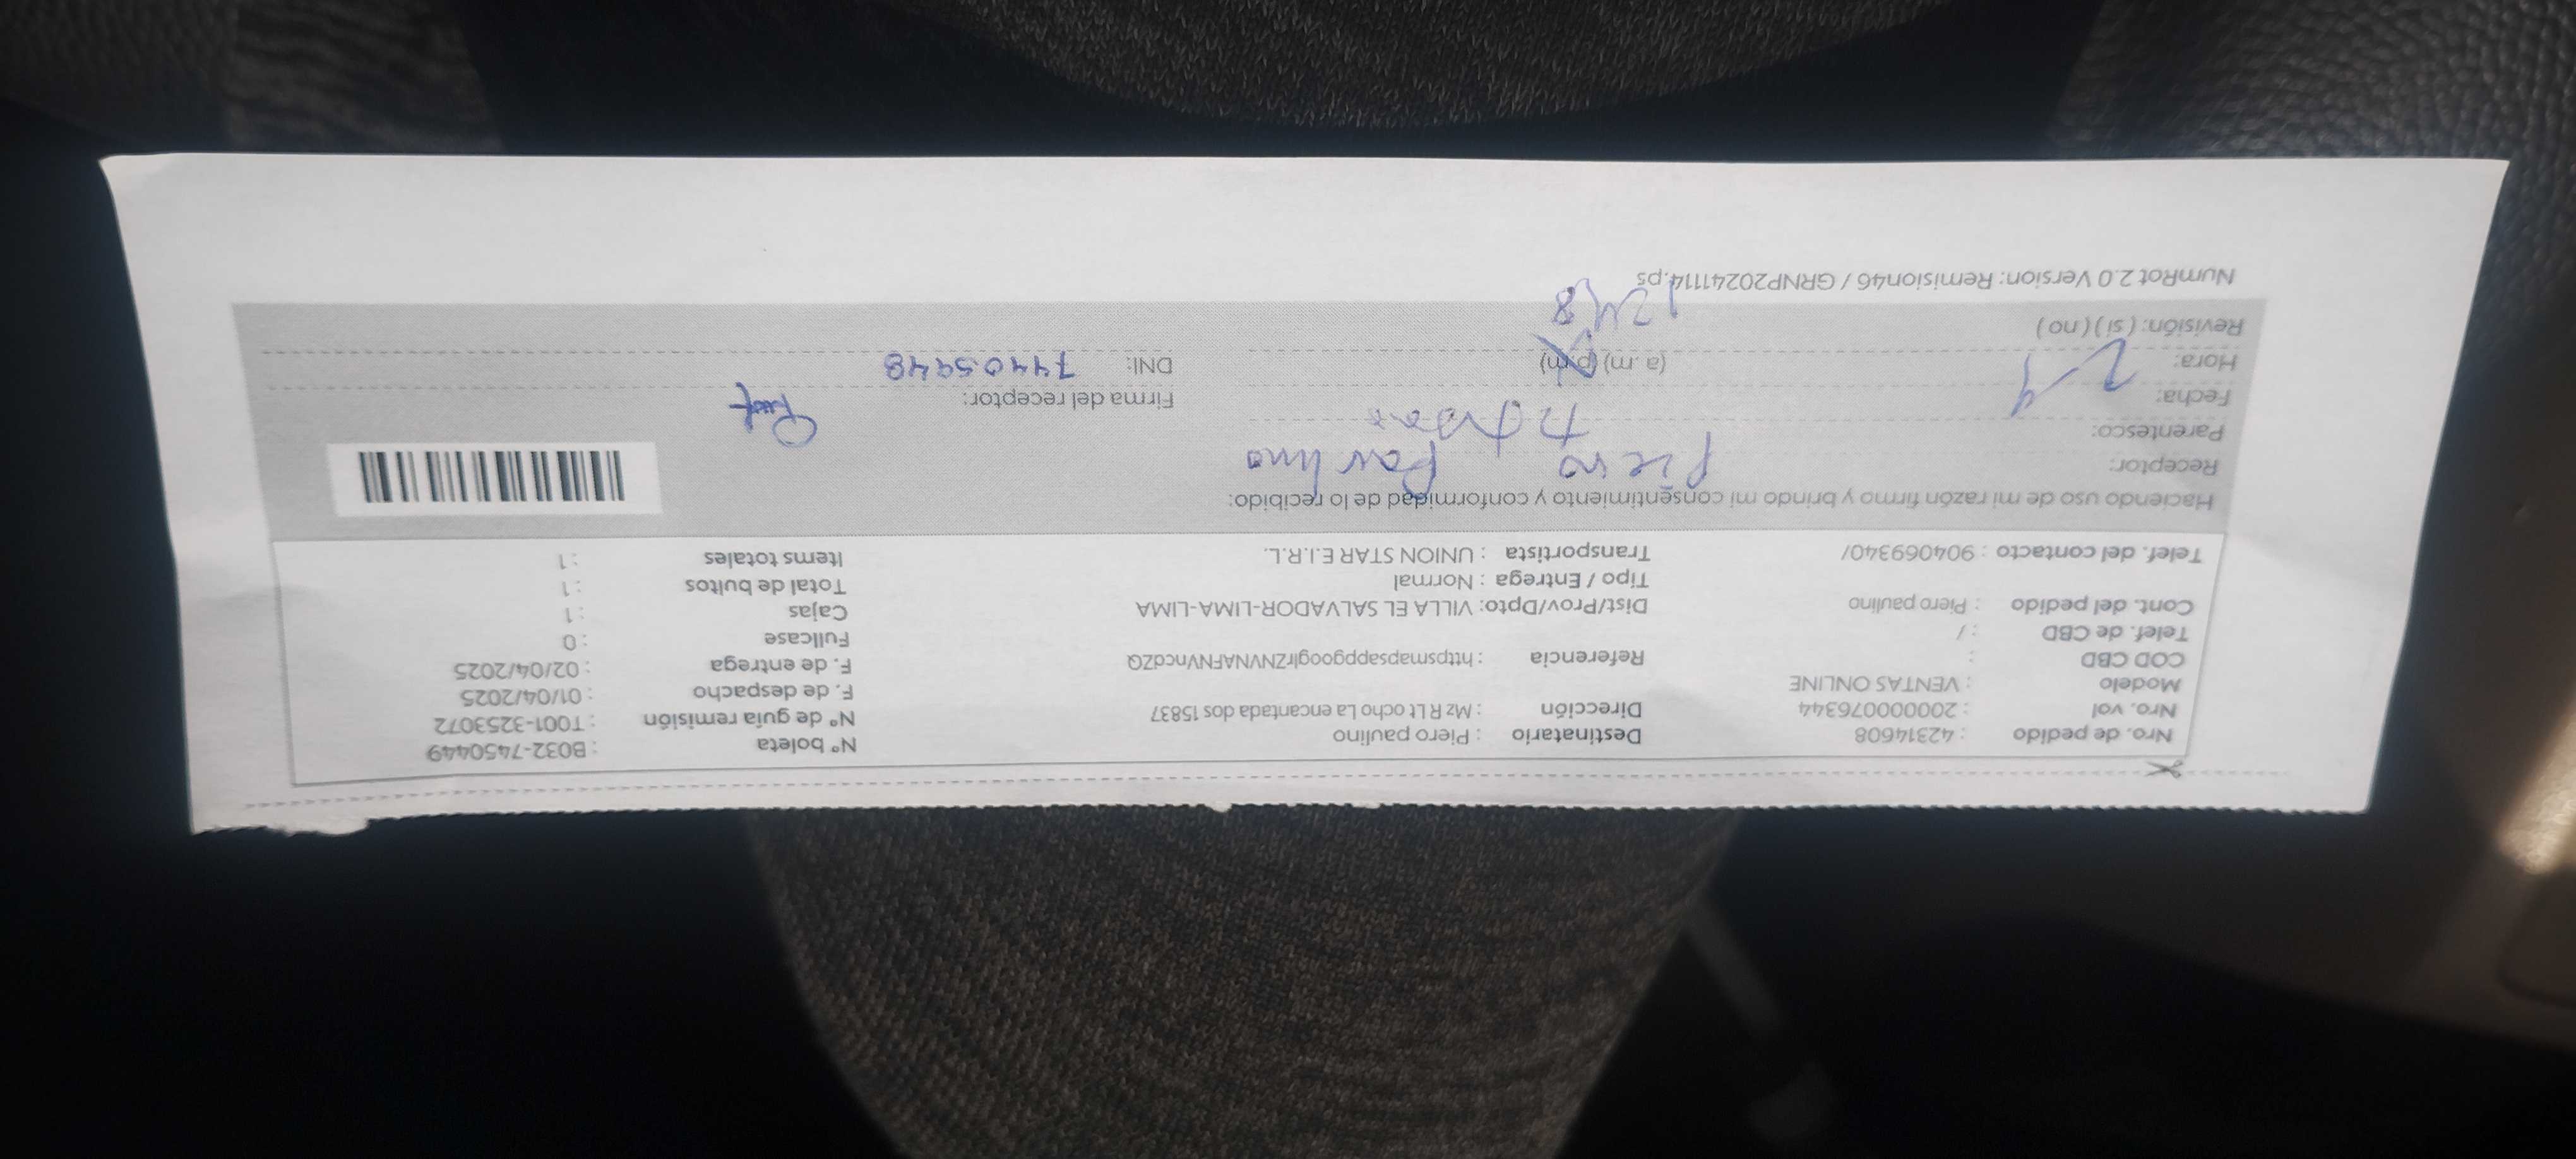 Nro. de pedido : 42314608 Destinatario : Piero paulino N° boleta : B032-7450449
Nro. vol : 20000076344 Dirección : Mz R Lt ocho La encantada dos 15837 N° de guía remisión : T001-3253072
Modelo : VENTAS ONLINE F. de despacho : 01/04/2025
COD CBD : Referencia : httpsmapsappgooglrZNVNAFNVncdZQ F. de entrega : 02/04/2025
Telef. de CBD : / Fullcase : 0
Cont. del pedido : Piero paulino Dist/Prov/Dpto: VILLA EL SALVADOR-LIMA-LIMA Cajas : 1
Tipo / Entrega : Normal Total de bultos : 1
Telef. del contacto : 904069340/ Transportista : UNION STAR E.I.R.L. Items totales : 1
Haciendo uso de mi razón firmo y brindo mi consentimiento y conformidad de lo recibido:
Receptor: Piero Paulino
Parentesco:
Fecha: 2/4 Firma del receptor:
Hora: (a .m) (p.m) DNI: 74405948
Revisión: ( si ) ( no ) 1248
NumRot 2.0 Version: Remision46 / GRNP20241114.ps